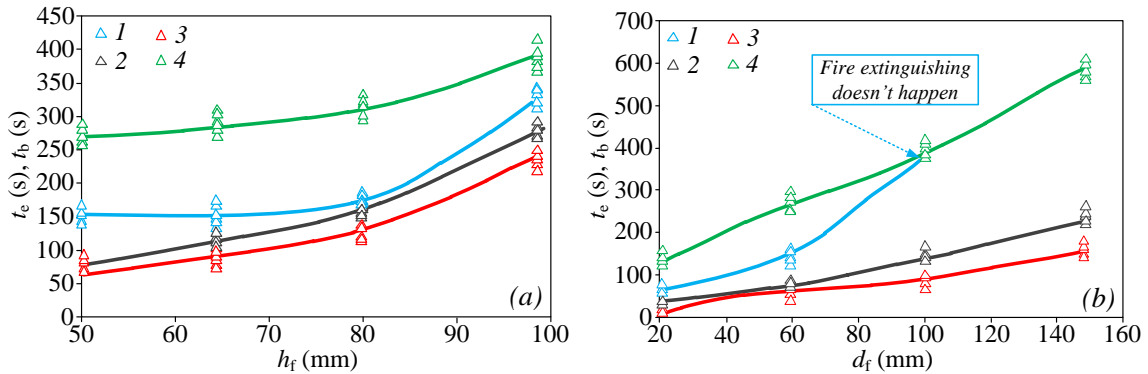 450
400
350
300
250
200
150
100
50
0
t_e (s), t_b (s)
1 3
2 4
(a)
50 60 70 80 90 100
h_f (mm)
700
600
500
400
300
200
100
0
t_e (s), t_b (s)
1 3
2 4
Fire extinguishing
doesn't happen
(b)
20 40 60 80 100 120 140 160
d_f (mm)